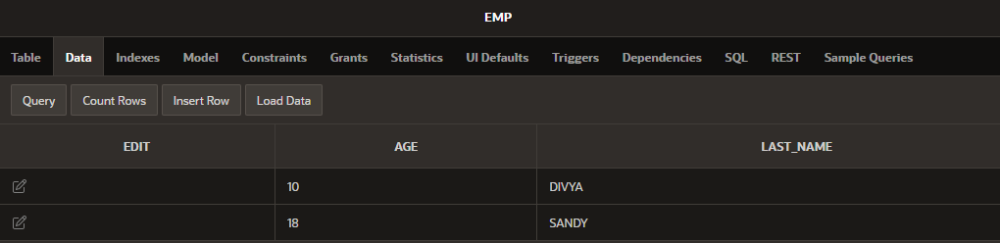 EMP
Table Data Indexes Model Constraints Grants Statistics UI Defaults Triggers Dependencies SQL REST Sample Queries
Query Count Rows Insert Row Load Data
EDIT AGE LAST_NAME
10 DIVYA
18 SANDY